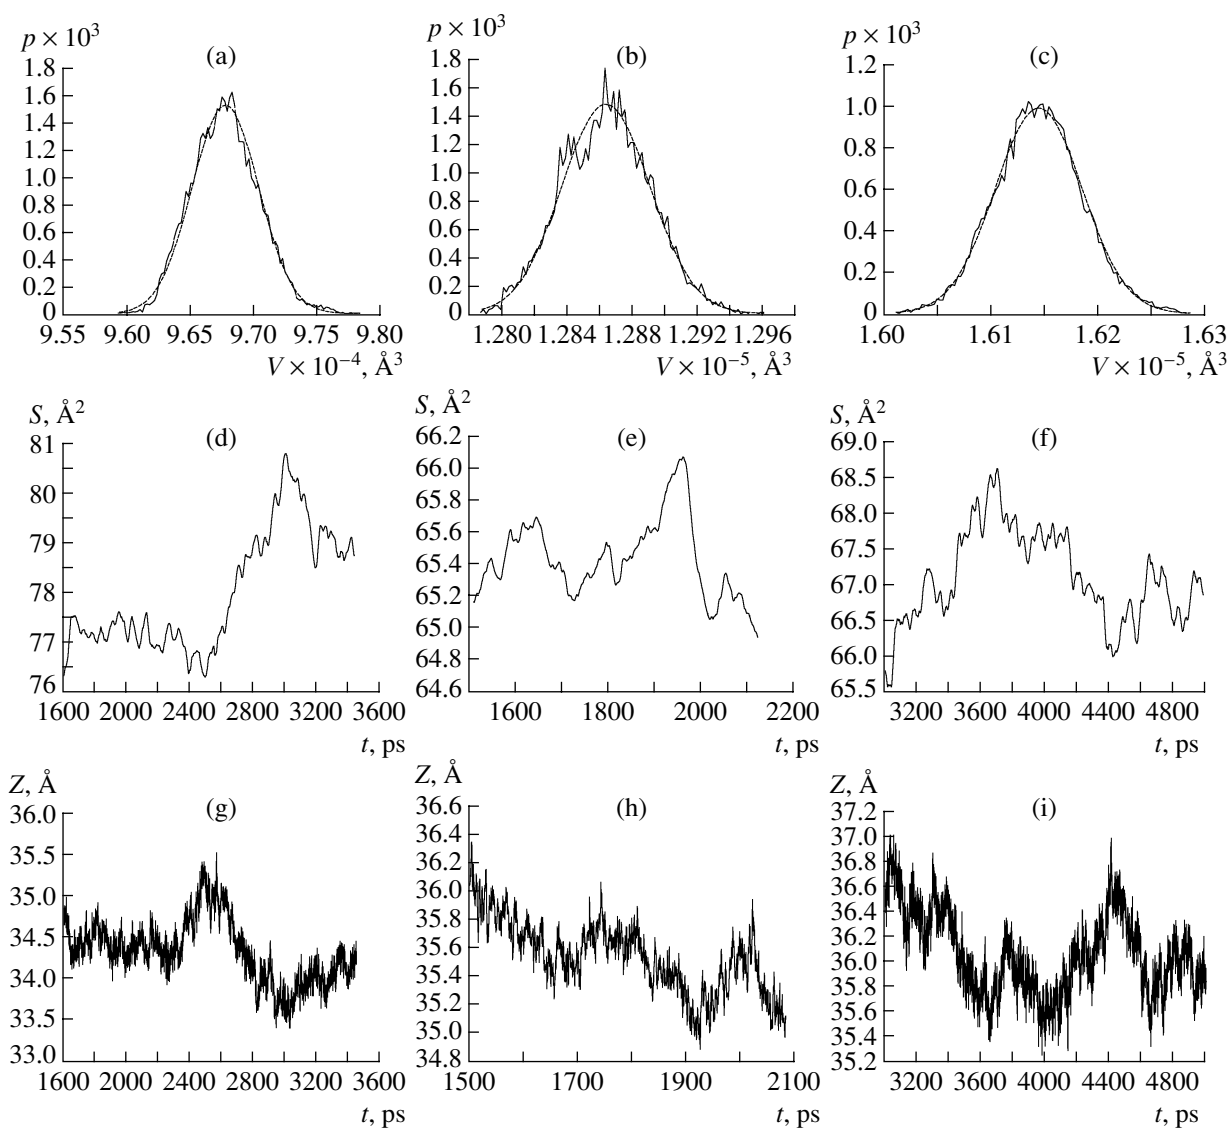 p × 10³
(a)
1.8
1.6
1.4
1.2
1.0
0.8
0.6
0.4
0.2
0
9.55 9.60 9.65 9.70 9.75 9.80
V × 10⁻⁴, Å³
p × 10³
(b)
1.8
1.6
1.4
1.2
1.0
0.8
0.6
0.4
0.2
0
1.280 1.284 1.288 1.292 1.296
V × 10⁻⁵, Å³
p × 10³
(c)
1.2
1.0
0.8
0.6
0.4
0.2
0
1.60 1.61 1.62 1.63
V × 10⁻⁵, Å³
S, Å²
(d)
81
80
79
78
77
76
1600 2000 2400 2800 3200 3600
t, ps
S, Å²
(e)
66.2
66.0
65.8
65.6
65.4
65.2
65.0
64.8
64.6
1600 1800 2000 2200
t, ps
S, Å²
(f)
69.0
68.5
68.0
67.5
67.0
66.5
66.0
65.5
3200 3600 4000 4400 4800
t, ps
Z, Å
(g)
36.0
35.5
35.0
34.5
34.0
33.5
33.0
1600 2000 2400 2800 3200 3600
t, ps
Z, Å
(h)
36.6
36.4
36.2
36.0
35.8
35.6
35.4
35.2
35.0
34.8
1500 1700 1900 2100
t, ps
Z, Å
(i)
37.2
37.0
36.8
36.6
36.4
36.2
36.0
35.8
35.6
35.4
35.2
3200 3600 4000 4400 4800
t, ps